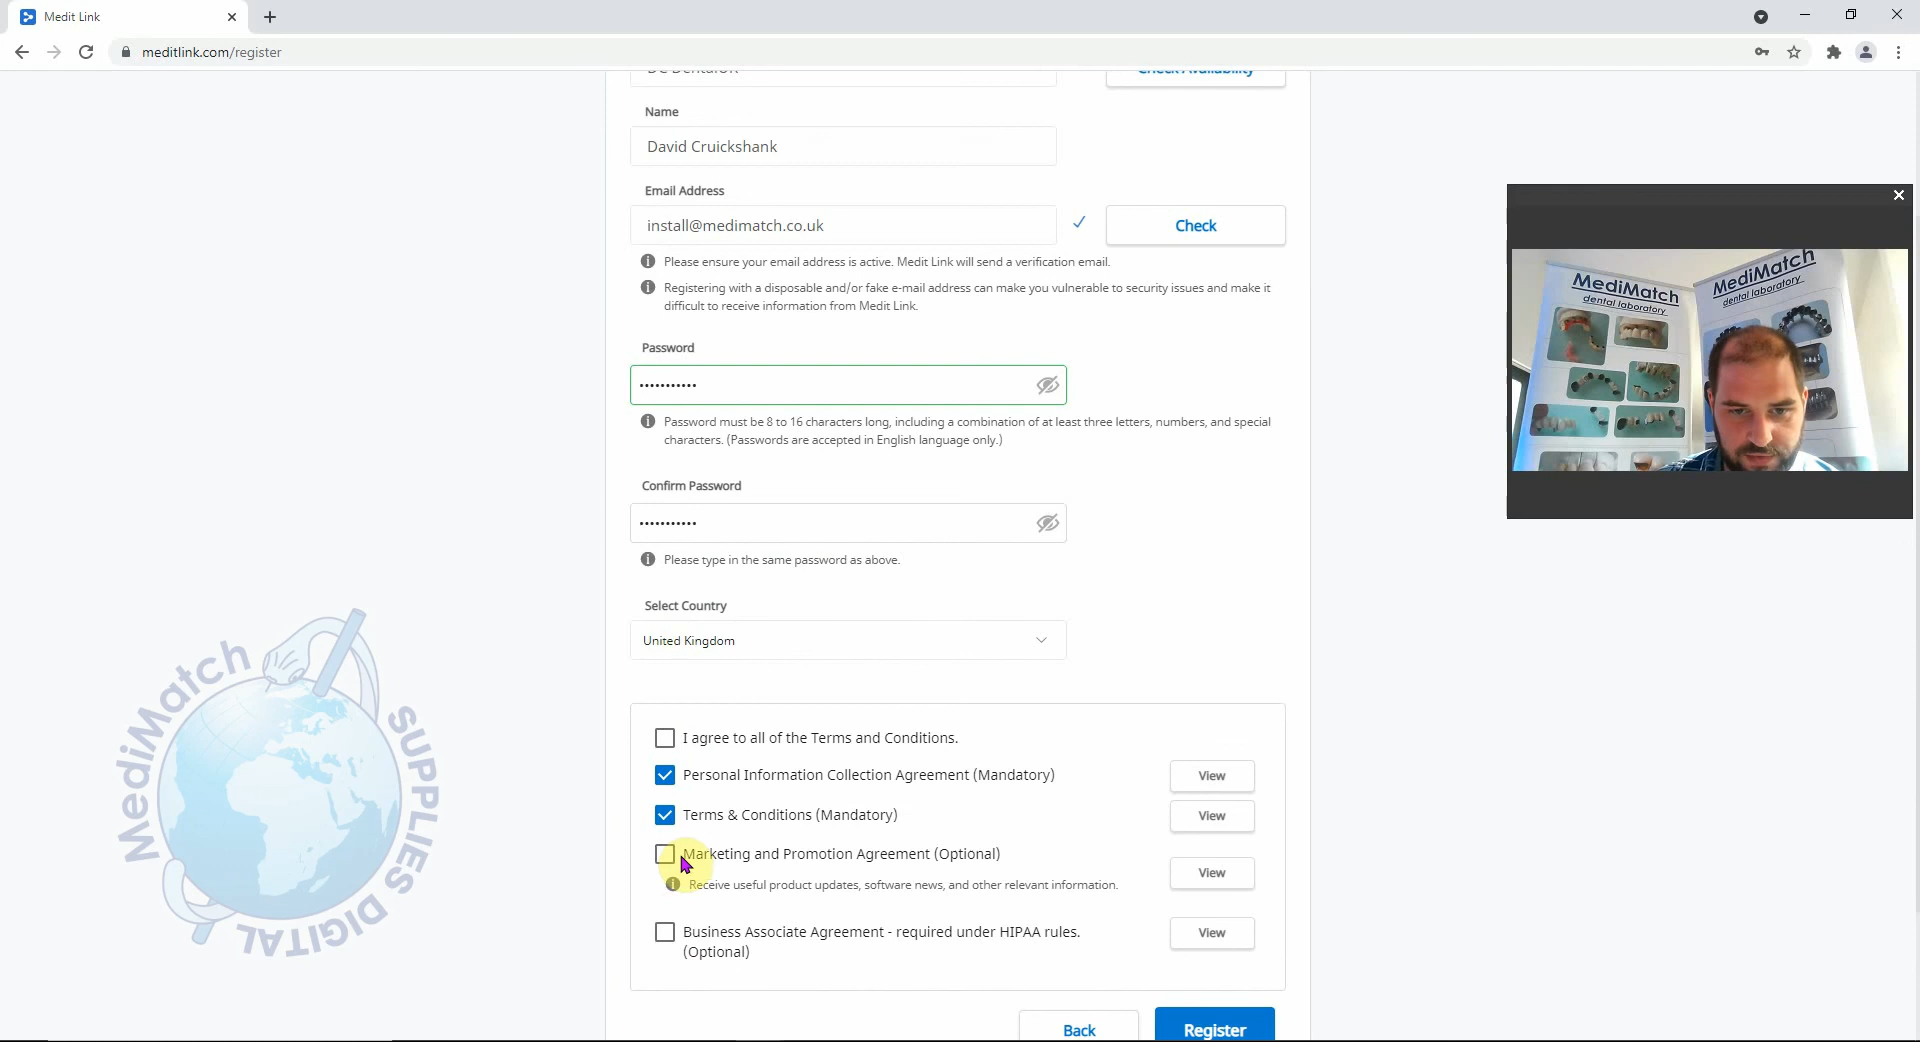 Medit Link
meditlink.com/register
Name
David Cruickshank
Email Address
install@medimatch.co.uk
Check
Please ensure your email address is active. Medit Link will send a verification email.
Registering with a disposable and/or fake e-mail address can make you vulnerable to security issues and make it
difficult to receive information from Medit Link.
Password
Password must be 8 to 16 characters long, including a combination of at least three letters, numbers, and special
characters. (Passwords are accepted in English language only.)
Confirm Password
Please type in the same password as above.
Select Country
United Kingdom
I agree to all of the Terms and Conditions.
Personal Information Collection Agreement (Mandatory)
View
Terms & Conditions (Mandatory)
View
Marketing and Promotion Agreement (Optional)
Receive useful product updates, software news, and other relevant information.
View
Business Associate Agreement - required under HIPAA rules.
(Optional)
View
Back
Register
MediMatch
dental laboratory
MediMatch
dental laboratory
MediMatch
SUPPLIES DIGITAL